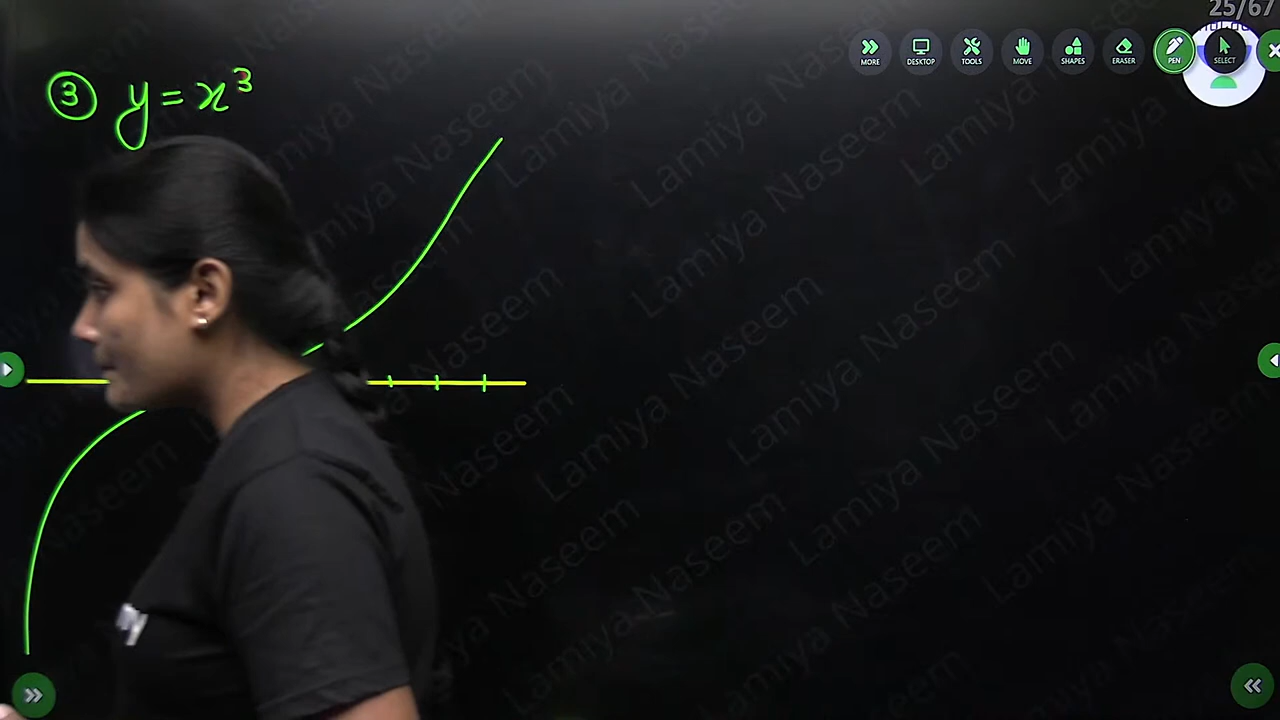 25/67
MORE DESKTOP TOOLS MOVE SHAPES ERASER PEN SELECT
③ y = x³
Lamiya Naseem